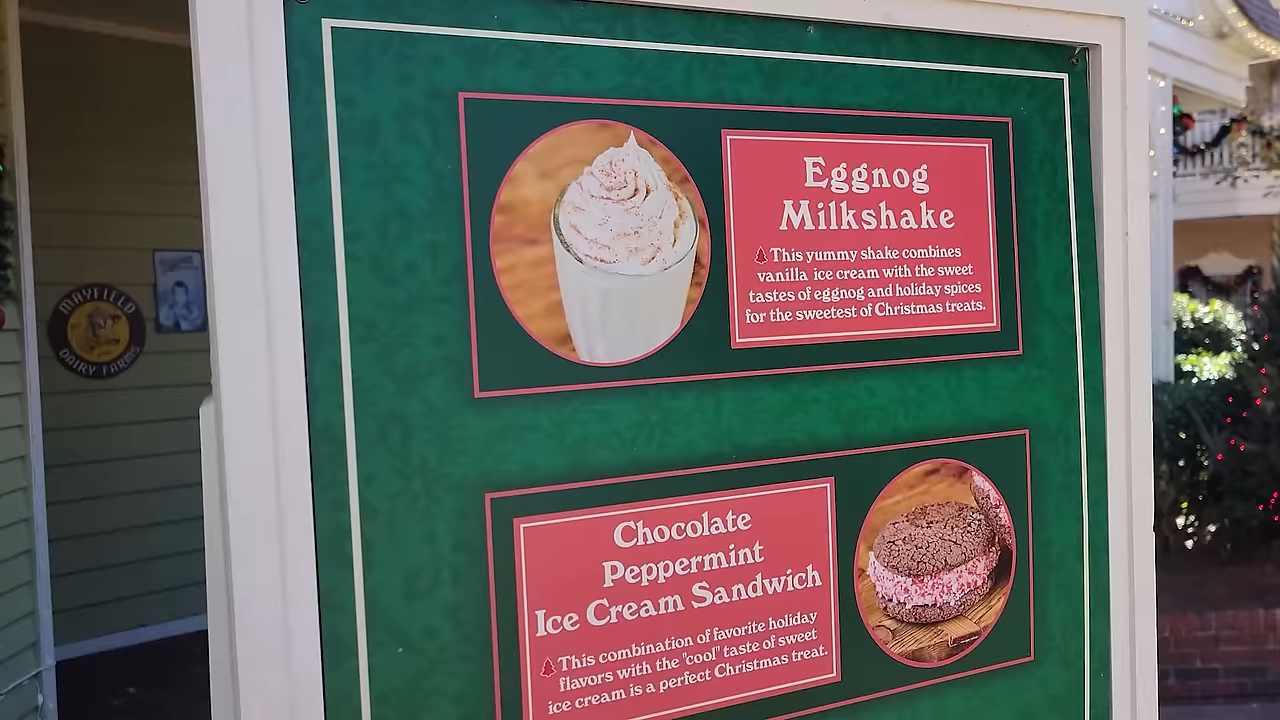 MAYFIELD
DAIRY FARMS
Eggnog
Milkshake
This yummy shake combines
vanilla ice cream with the sweet
tastes of eggnog and holiday spices
for the sweetest of Christmas treats.
Chocolate
Peppermint
Ice Cream Sandwich
This combination of favorite holiday
flavors with the "cool" taste of sweet
ice cream is a perfect Christmas treat.